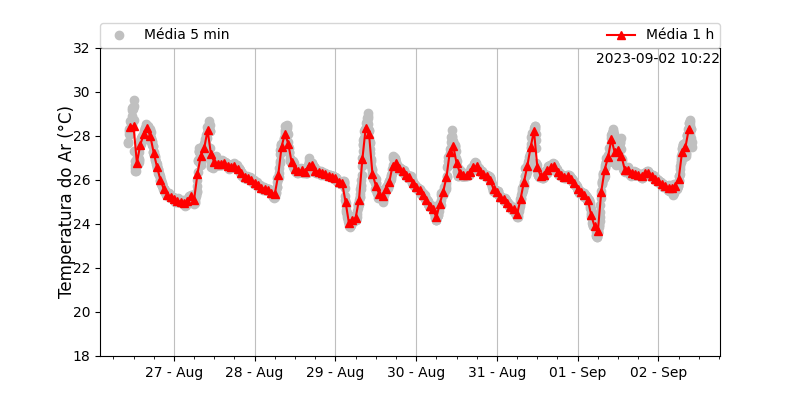 Média 5 min
Média 1 h
2023-09-02 10:22
Temperatura do Ar (°C)
32
30
28
26
24
22
20
18
27 - Aug
28 - Aug
29 - Aug
30 - Aug
31 - Aug
01 - Sep
02 - Sep